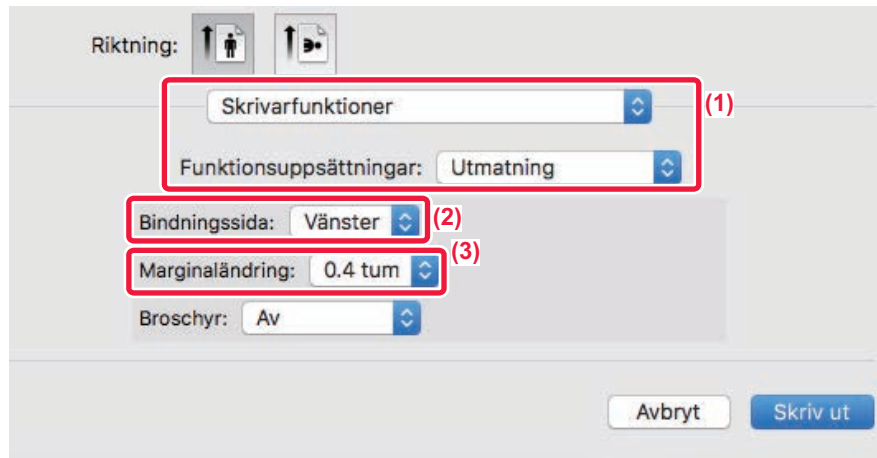 Riktning:
Skrivarfunktioner (1)
Funktionsuppsättningar: Utmatning
Bindningssida: Vänster (2)
Marginaländring: 0.4 tum (3)
Broschyr: Av
Avbryt Skriv ut